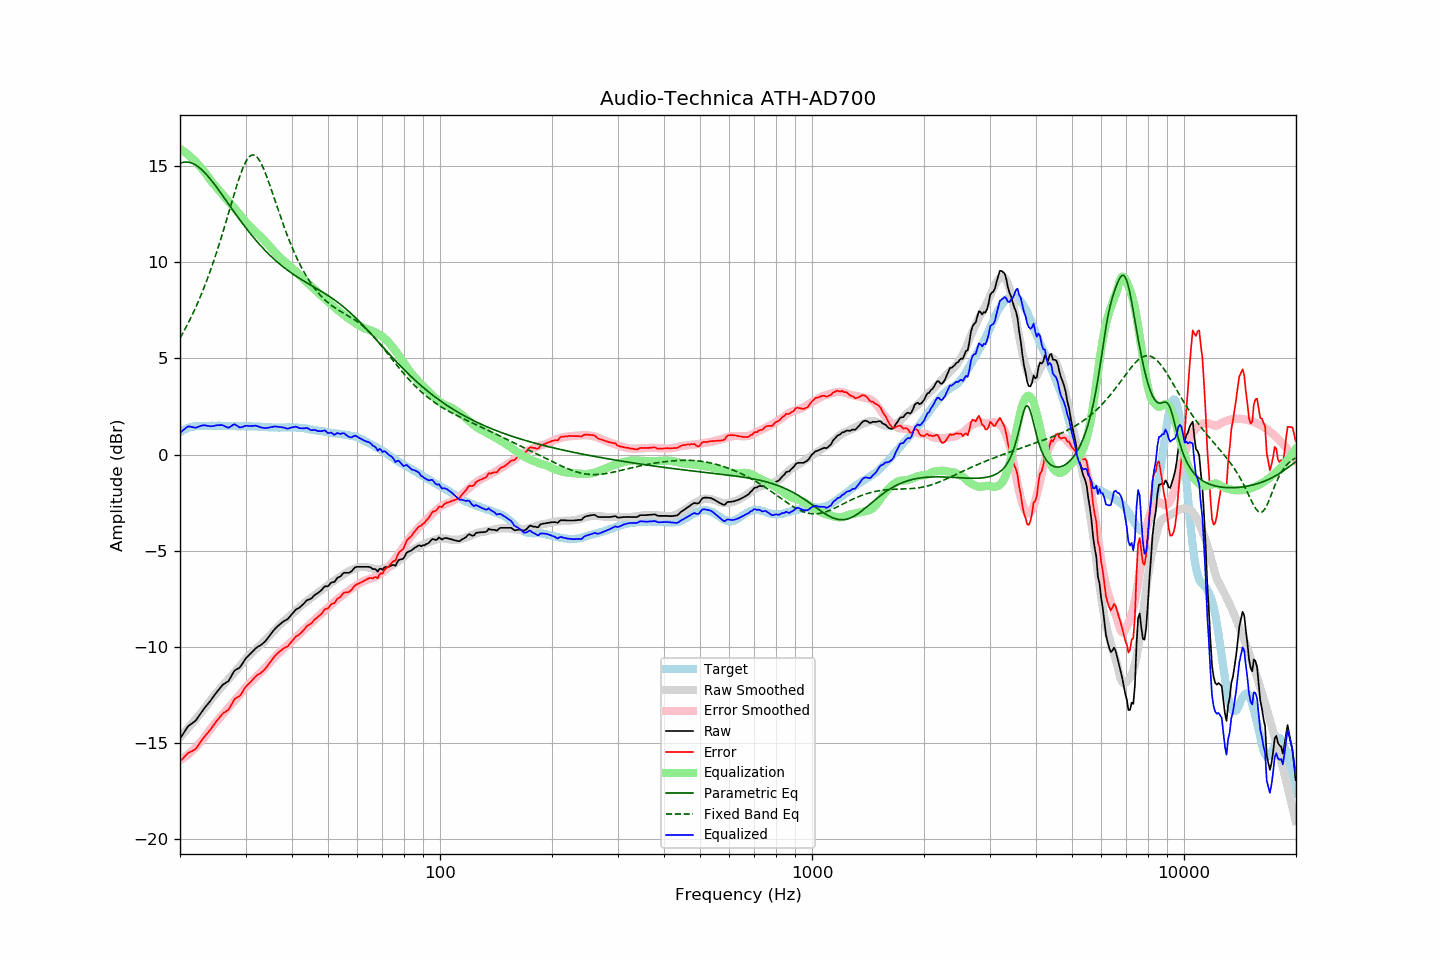 Audio-Technica ATH-AD700
Amplitude (dBr)
15
10
5
0
−5
−10
−15
−20
100
1000
10000
Frequency (Hz)
Target
Raw Smoothed
Error Smoothed
Raw
Error
Equalization
Parametric Eq
Fixed Band Eq
Equalized